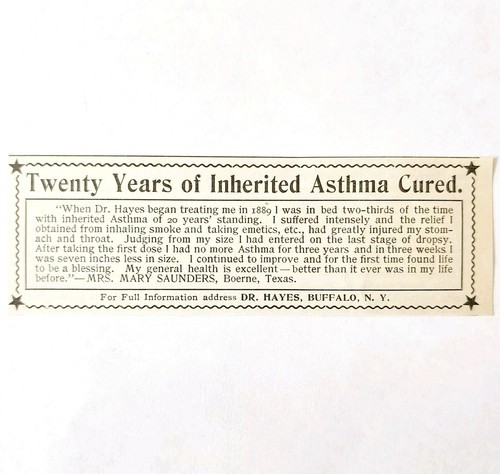 Twenty Years of Inherited Asthma Cured.
"When Dr. Hayes began treating me in 1889 I was in bed two-thirds of the time
with inherited Asthma of 20 years' standing. I suffered intensely and the relief I
obtained from inhaling smoke and taking emetics, etc., had greatly injured my stom-
ach and throat. Judging from my size I had entered on the last stage of dropsy.
After taking the first dose I had no more Asthma for three years and in three weeks I
was seven inches less in size. I continued to improve and for the first time found life
to be a blessing. My general health is excellent — better than it ever was in my life
before."—MRS. MARY SAUNDERS, Boerne, Texas.
For Full Information address DR. HAYES, BUFFALO, N. Y.